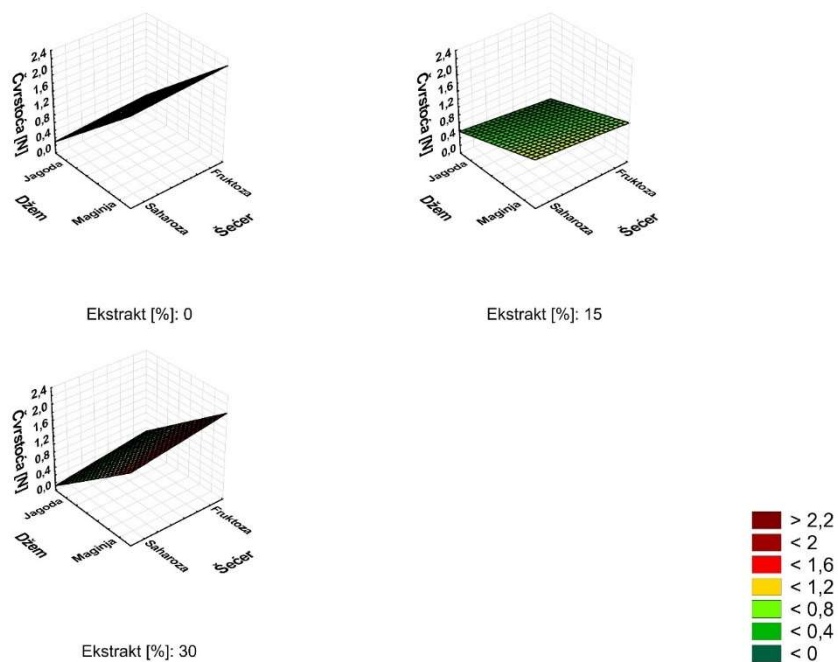 2,4
2,0
1,6
1,2
0,8
0,4
0,0
Čvrstoća [N]
Jagoda
Maginja
Džem
Saharoza
Fruktoza
Šećer
Ekstrakt [%]: 0
2,4
2,0
1,6
1,2
0,8
0,4
0,0
Čvrstoća [N]
Jagoda
Maginja
Džem
Saharoza
Fruktoza
Šećer
Ekstrakt [%]: 15
2,4
2,0
1,6
1,2
0,8
0,4
0,0
Čvrstoća [N]
Jagoda
Maginja
Džem
Saharoza
Fruktoza
Šećer
Ekstrakt [%]: 30
> 2,2
< 2
< 1,6
< 1,2
< 0,8
< 0,4
< 0